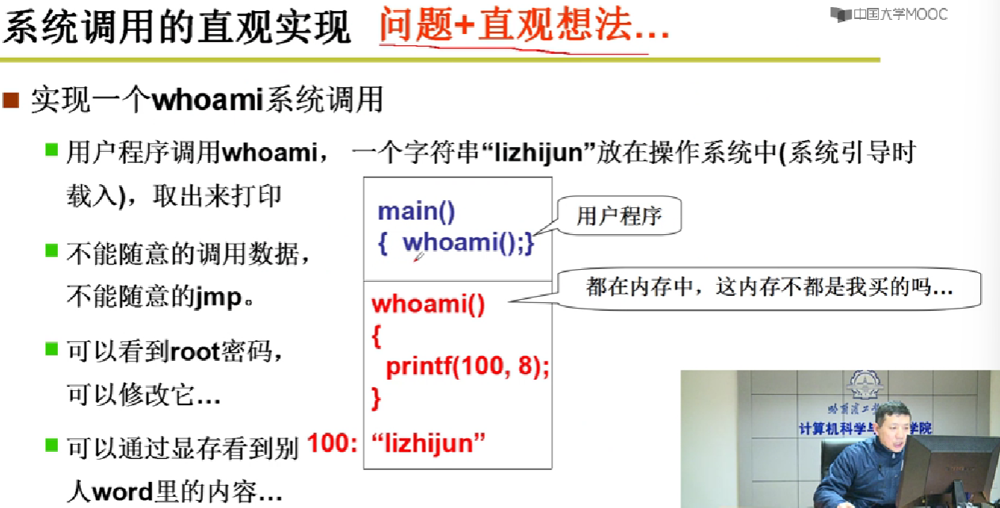 系统调用的直观实现 问题+直观想法...
中国大学MOOC
实现一个whoami系统调用
用户程序调用whoami， 一个字符串“lizhijun”放在操作系统中(系统引导时
载入)，取出来打印
不能随意的调用数据，
不能随意的jmp。
可以看到root密码，
可以修改它...
可以通过显存看到别
人word里的内容...
main()
{ whoami();}
用户程序
都在内存中，这内存不都是我买的吗...
whoami()
{
printf(100, 8);
}
100: “lizhijun”
计算机科学与
学院